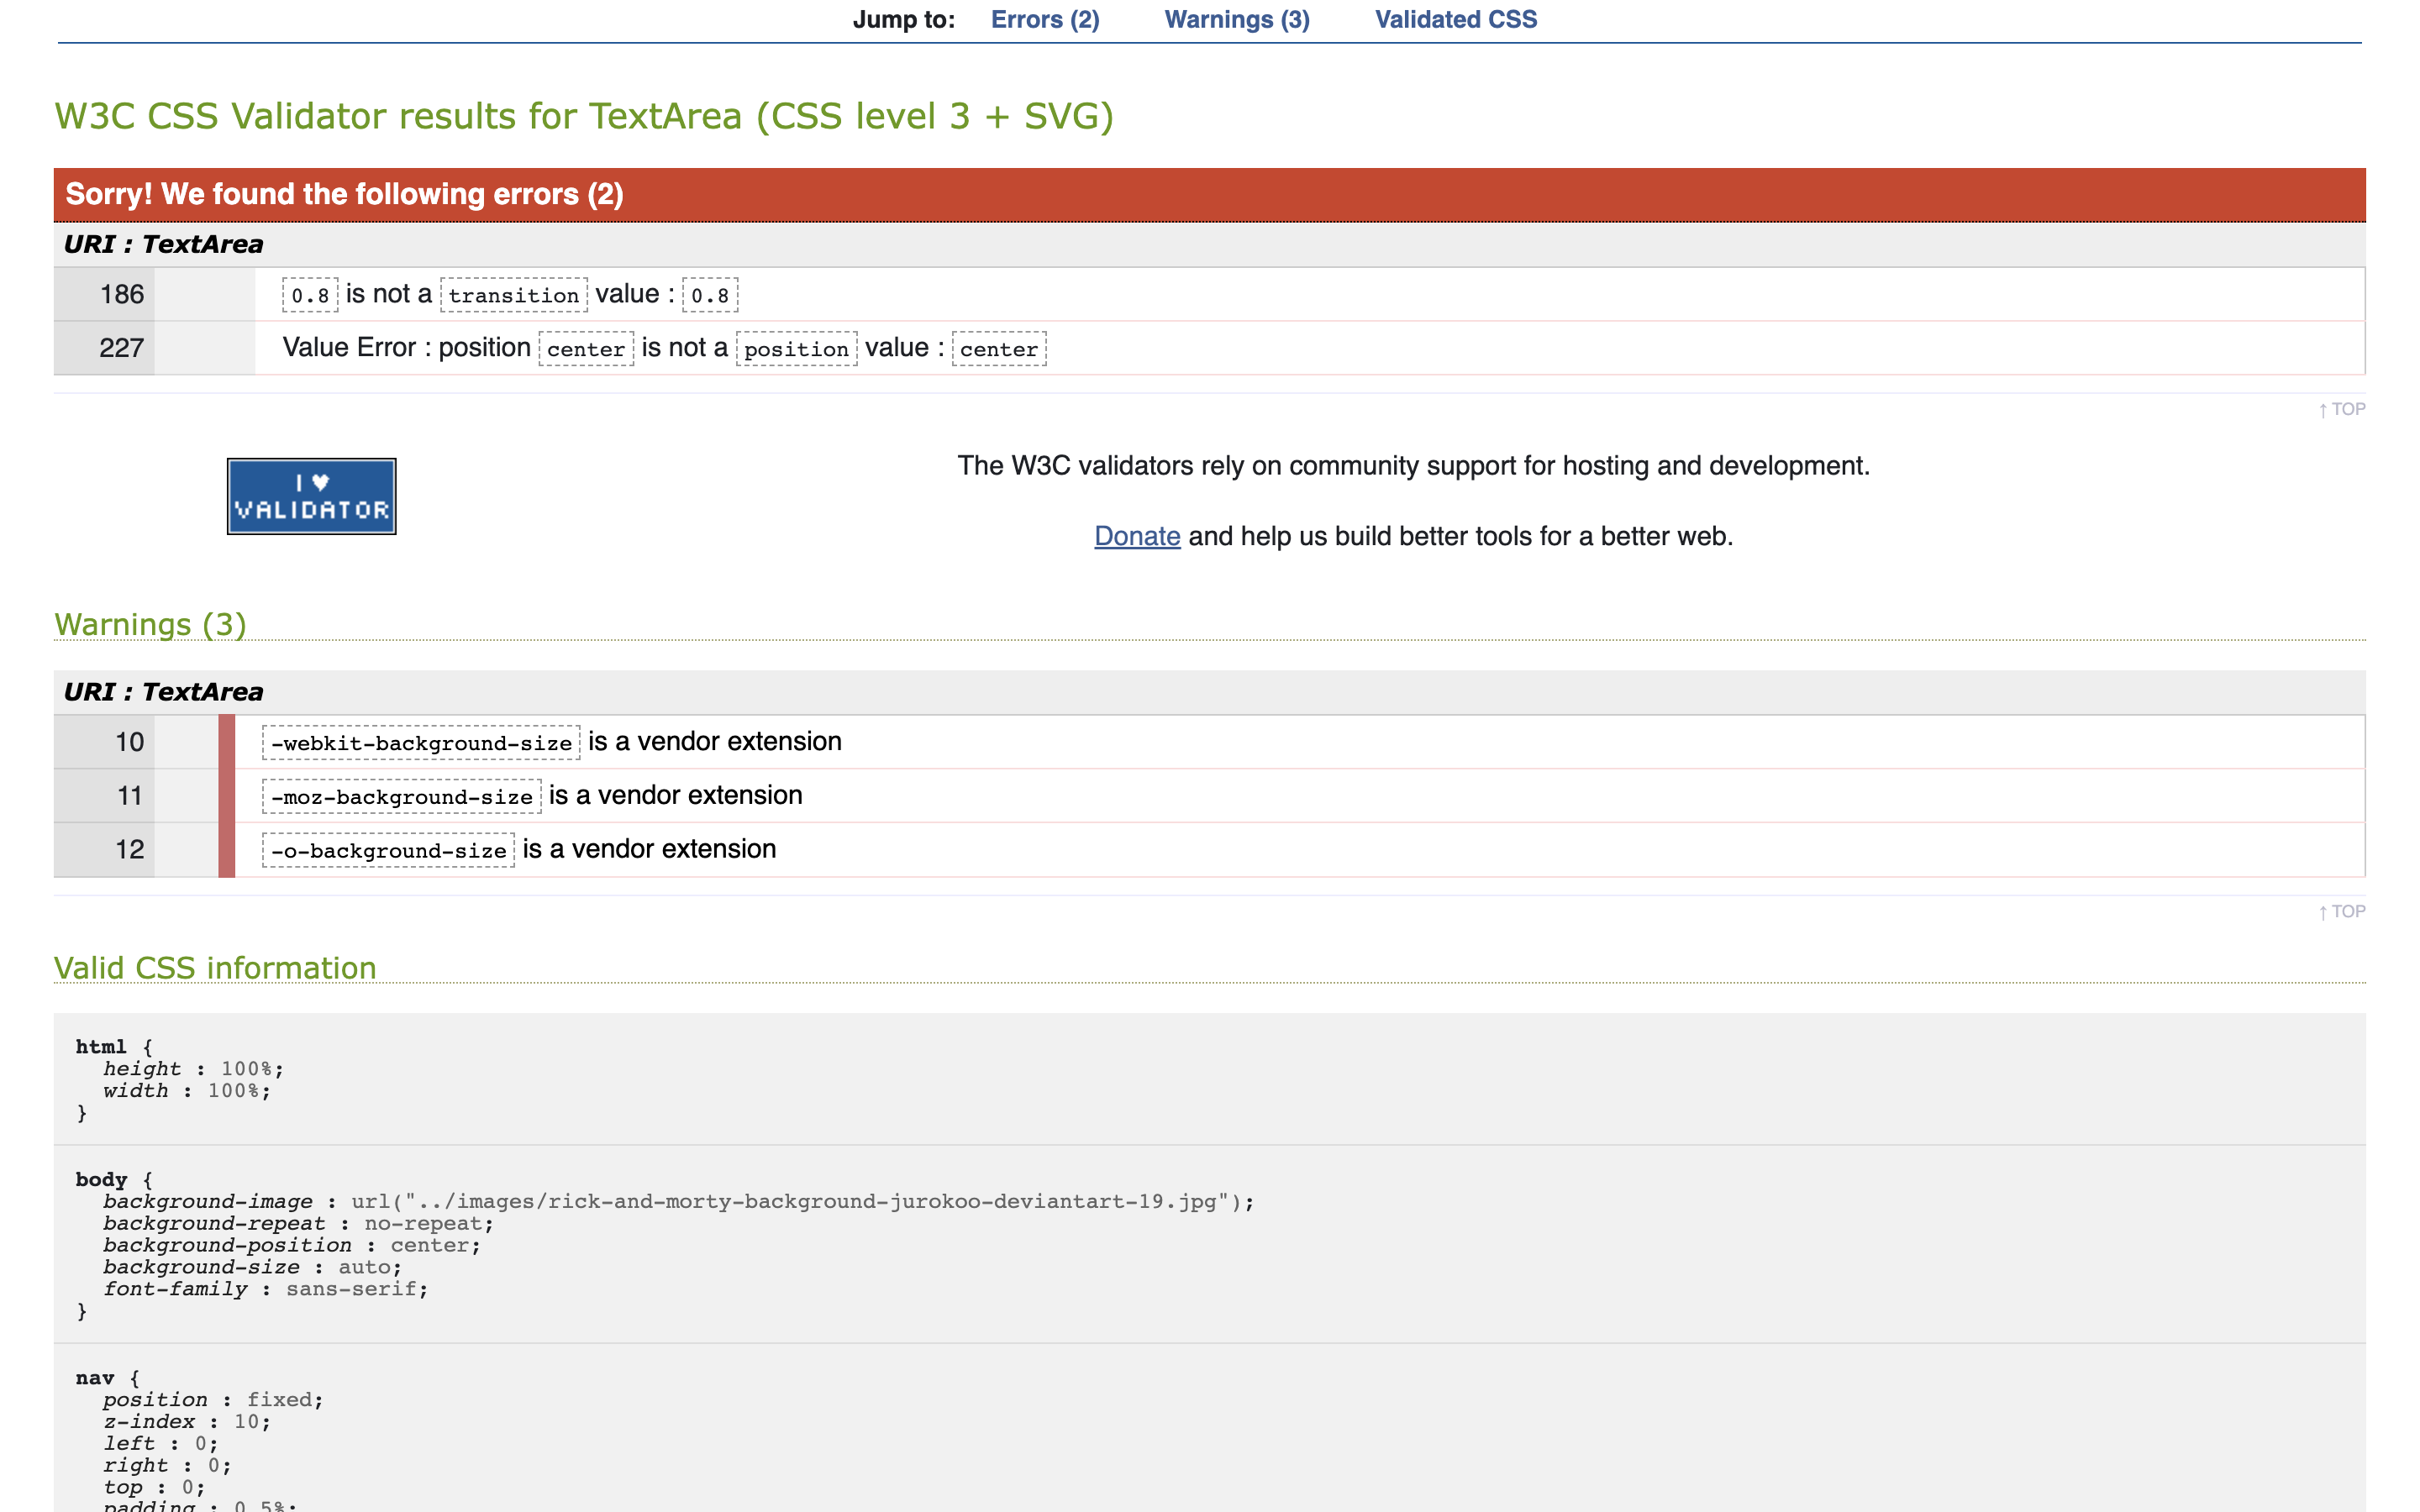 Jump to: Errors (2) Warnings (3) Validated CSS
W3C CSS Validator results for TextArea (CSS level 3 + SVG)
Sorry! We found the following errors (2)
URI : TextArea
186 0.8 is not a transition value : 0.8
227 Value Error : position center is not a position value : center
↑ TOP
I ♥
VALIDATOR
The W3C validators rely on community support for hosting and development.
Donate and help us build better tools for a better web.
Warnings (3)
URI : TextArea
10 -webkit-background-size is a vendor extension
11 -moz-background-size is a vendor extension
12 -o-background-size is a vendor extension
↑ TOP
Valid CSS information
html {
height : 100%;
width : 100%;
}
body {
background-image : url("../images/rick-and-morty-background-jurokoo-deviantart-19.jpg");
background-repeat : no-repeat;
background-position : center;
background-size : auto;
font-family : sans-serif;
}
nav {
position : fixed;
z-index : 10;
left : 0;
right : 0;
top : 0;
padding : 0 5%;